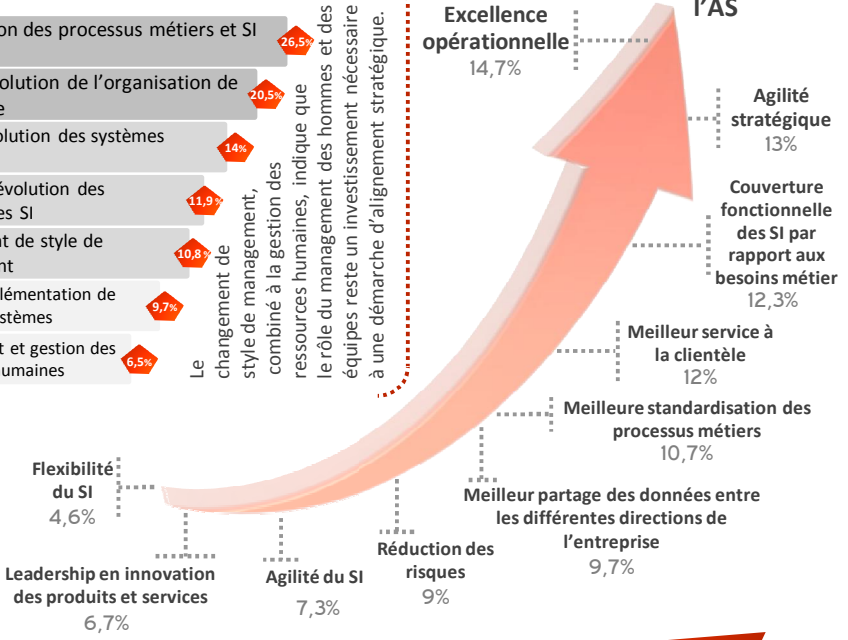 on des processus métiers et SI
26,5%
olution de l'organisation de
e
20,5%
olution des systèmes
14%
évolution des
es SI
11,9%
t de style de
nt
10,8%
lémentation de
stèmes
9,7%
t et gestion des
umaines
6,5%
Le
changement de
style de management,
combiné à la gestion des
ressources humaines, indique que
le rôle du management des hommes et des
équipes reste un investissement nécessaire
à une démarche d'alignement stratégique.
l'AS
Excellence
opérationnelle
14,7%
Agilité
stratégique
13%
Couverture
fonctionnelle
des SI par
rapport aux
besoins métier
12,3%
Meilleur service à
la clientèle
12%
Meilleure standardisation des
processus métiers
10,7%
Meilleur partage des données entre
les différentes directions de
l'entreprise
9,7%
Réduction des
risques
9%
Agilité du SI
7,3%
Leadership en innovation
des produits et services
6,7%
Flexibilité
du SI
4,6%